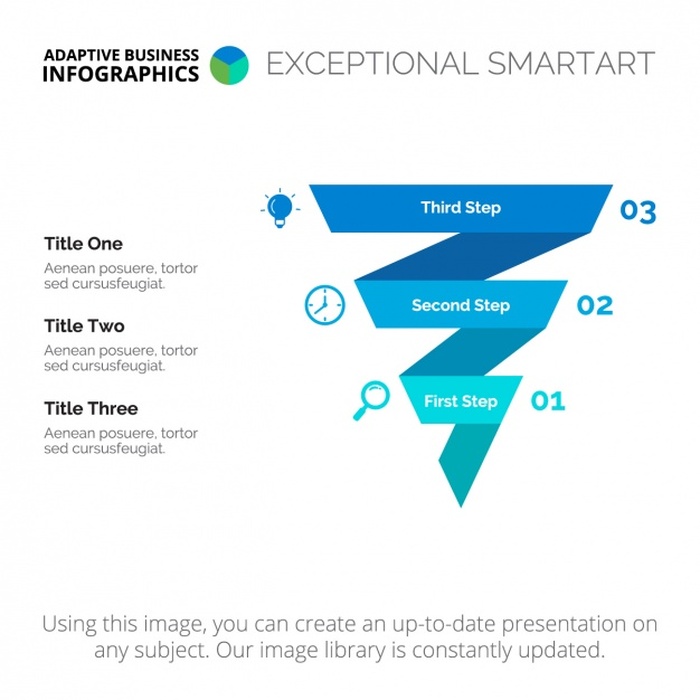 ADAPTIVE BUSINESS
INFOGRAPHICS
EXCEPTIONAL SMARTART
Third Step
03
Second Step
02
First Step
01
Title One
Aenean posuere, tortor
sed cursusfeugiat.
Title Two
Aenean posuere, tortor
sed cursusfeugiat.
Title Three
Aenean posuere, tortor
sed cursusfeugiat.
Using this image, you can create an up-to-date presentation on
any subject. Our image library is constantly updated.